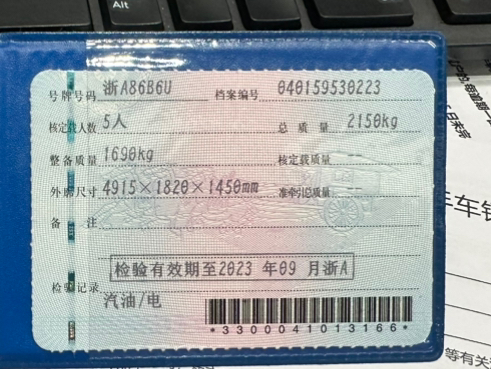 Alt
号牌号码 浙A86B6U 档案编号 040159530223
核定载人数 5人 总质量 2150kg
整备质量 1690kg 核定载质量 --
外廓尺寸 4915×1820×1450mm 准牵引总质量 --
备注
检验有效期至2023年09月浙A
检验记录
汽油/电
*3300041013166*
等有关